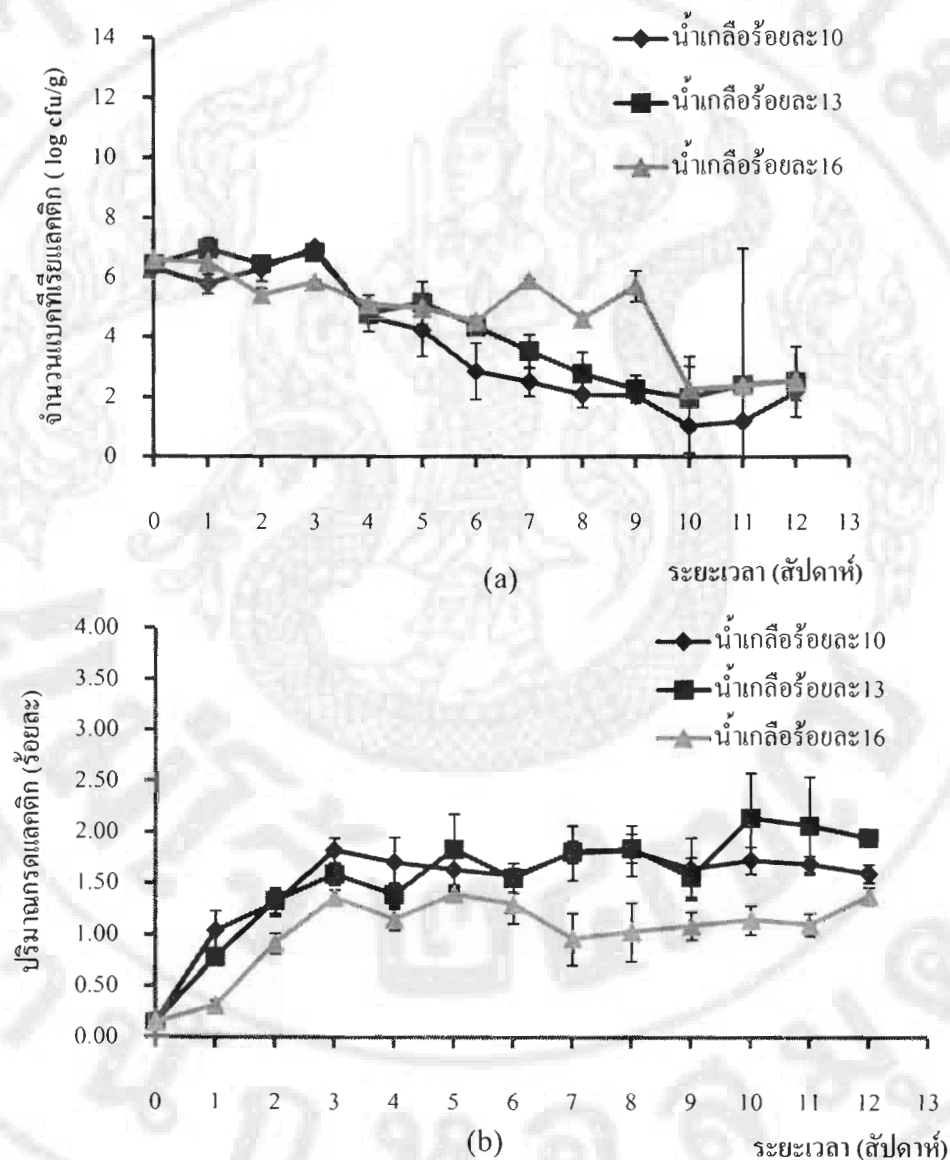 14
12
10
8
6
4
2
0
จำนวนแบคทีเรียแลคติก ( log cfu/g)
น้ำเกลือร้อยละ10
น้ำเกลือร้อยละ13
น้ำเกลือร้อยละ16
0 1 2 3 4 5 6 7 8 9 10 11 12 13
(a)
ระยะเวลา (สัปดาห์)
4.00
3.50
3.00
2.50
2.00
1.50
1.00
0.50
0.00
ปริมาณกรดแลคติก (ร้อยละ)
น้ำเกลือร้อยละ10
น้ำเกลือร้อยละ13
น้ำเกลือร้อยละ16
0 1 2 3 4 5 6 7 8 9 10 11 12 13
(b)
ระยะเวลา (สัปดาห์)